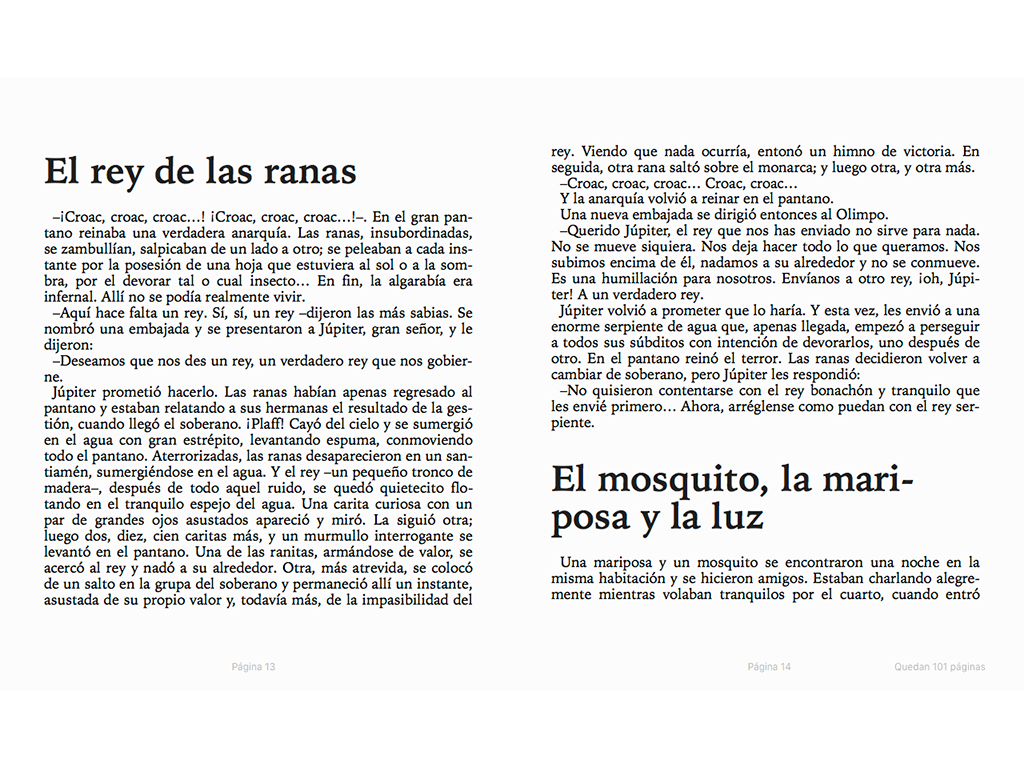 El rey de las ranas
–¡Croac, croac, croac…! ¡Croac, croac, croac…!–. En el gran pan-
tano reinaba una verdadera anarquía. Las ranas, insubordinadas,
se zambullían, salpicaban de un lado a otro; se peleaban a cada ins-
tante por la posesión de una hoja que estuviera al sol o a la som-
bra, por el devorar tal o cual insecto… En fin, la algarabía era
infernal. Allí no se podía realmente vivir.
–Aquí hace falta un rey. Sí, sí, un rey –dijeron las más sabias. Se
nombró una embajada y se presentaron a Júpiter, gran señor, y le
dijeron:
–Deseamos que nos des un rey, un verdadero rey que nos gobier-
ne.
Júpiter prometió hacerlo. Las ranas habían apenas regresado al
pantano y estaban relatando a sus hermanas el resultado de la ges-
tión, cuando llegó el soberano. ¡Plaff! Cayó del cielo y se sumergió
en el agua con gran estrépito, levantando espuma, conmoviendo
todo el pantano. Aterrorizadas, las ranas desaparecieron en un san-
tiamén, sumergiéndose en el agua. Y el rey –un pequeño tronco de
madera–, después de todo aquel ruido, se quedó quietecito flo-
tando en el tranquilo espejo del agua. Una carita curiosa con un
par de grandes ojos asustados apareció y miró. La siguió otra;
luego dos, diez, cien caritas más, y un murmullo interrogante se
levantó en el pantano. Una de las ranitas, armándose de valor, se
acercó al rey y nadó a su alrededor. Otra, más atrevida, se colocó
de un salto en la grupa del soberano y permaneció allí un instante,
asustada de su propio valor y, todavía más, de la impasibilidad del
Página 13
rey. Viendo que nada ocurría, entonó un himno de victoria. En
seguida, otra rana saltó sobre el monarca; y luego otra, y otra más.
–Croac, croac, croac… Croac, croac…
Y la anarquía volvió a reinar en el pantano.
Una nueva embajada se dirigió entonces al Olimpo.
–Querido Júpiter, el rey que nos has enviado no sirve para nada.
No se mueve siquiera. Nos deja hacer todo lo que queramos. Nos
subimos encima de él, nadamos a su alrededor y no se conmueve.
Es una humillación para nosotros. Envíanos a otro rey, ¡oh, Júpi-
ter! A un verdadero rey.
Júpiter volvió a prometer que lo haría. Y esta vez, les envió a una
enorme serpiente de agua que, apenas llegada, empezó a perseguir
a todos sus súbditos con intención de devorarlos, uno después de
otro. En el pantano reinó el terror. Las ranas decidieron volver a
cambiar de soberano, pero Júpiter les respondió:
–No quisieron contentarse con el rey bonachón y tranquilo que
les envié primero… Ahora, arréglense como puedan con el rey ser-
piente.
El mosquito, la mari-
posa y la luz
Una mariposa y un mosquito se encontraron una noche en la
misma habitación y se hicieron amigos. Estaban charlando alegre-
mente mientras volaban tranquilos por el cuarto, cuando entró
Página 14
Quedan 101 páginas